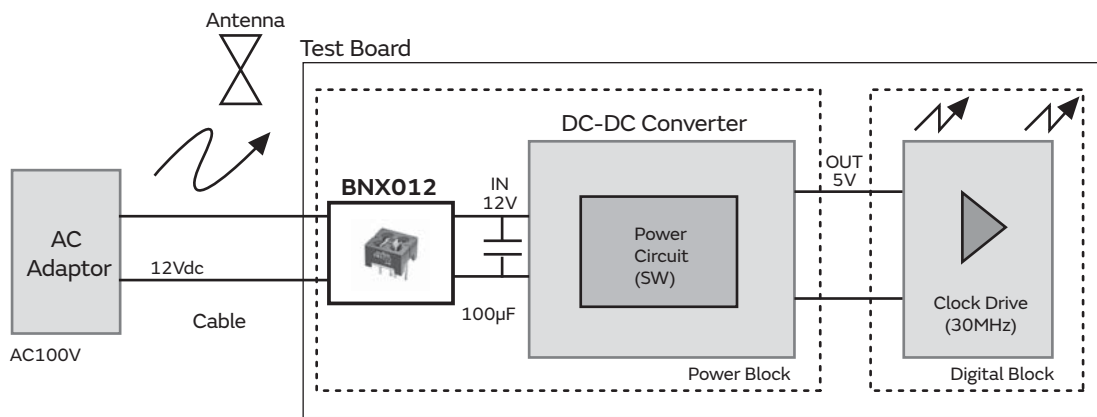 Antenna
Test Board
DC-DC Converter
BNX012
IN
12V
OUT
5V
AC
Adaptor
12Vdc
Cable
AC100V
100µF
Power
Circuit
(SW)
Power Block
Clock Drive
(30MHz)
Digital Block